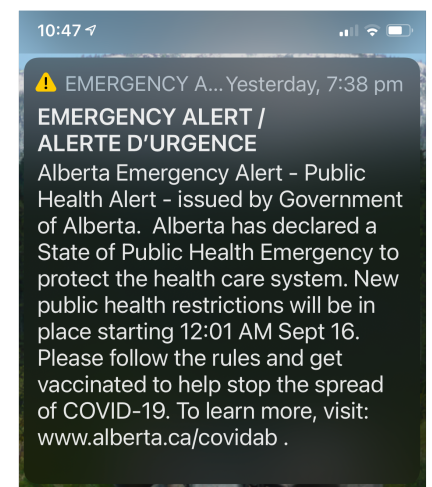 10:47
EMERGENCY A... Yesterday, 7:38 pm
EMERGENCY ALERT /
ALERTE D'URGENCE
Alberta Emergency Alert - Public
Health Alert - issued by Government
of Alberta.  Alberta has declared a
State of Public Health Emergency to
protect the health care system. New
public health restrictions will be in
place starting 12:01 AM Sept 16.
Please follow the rules and get
vaccinated to help stop the spread
of COVID-19. To learn more, visit:
www.alberta.ca/covidab .